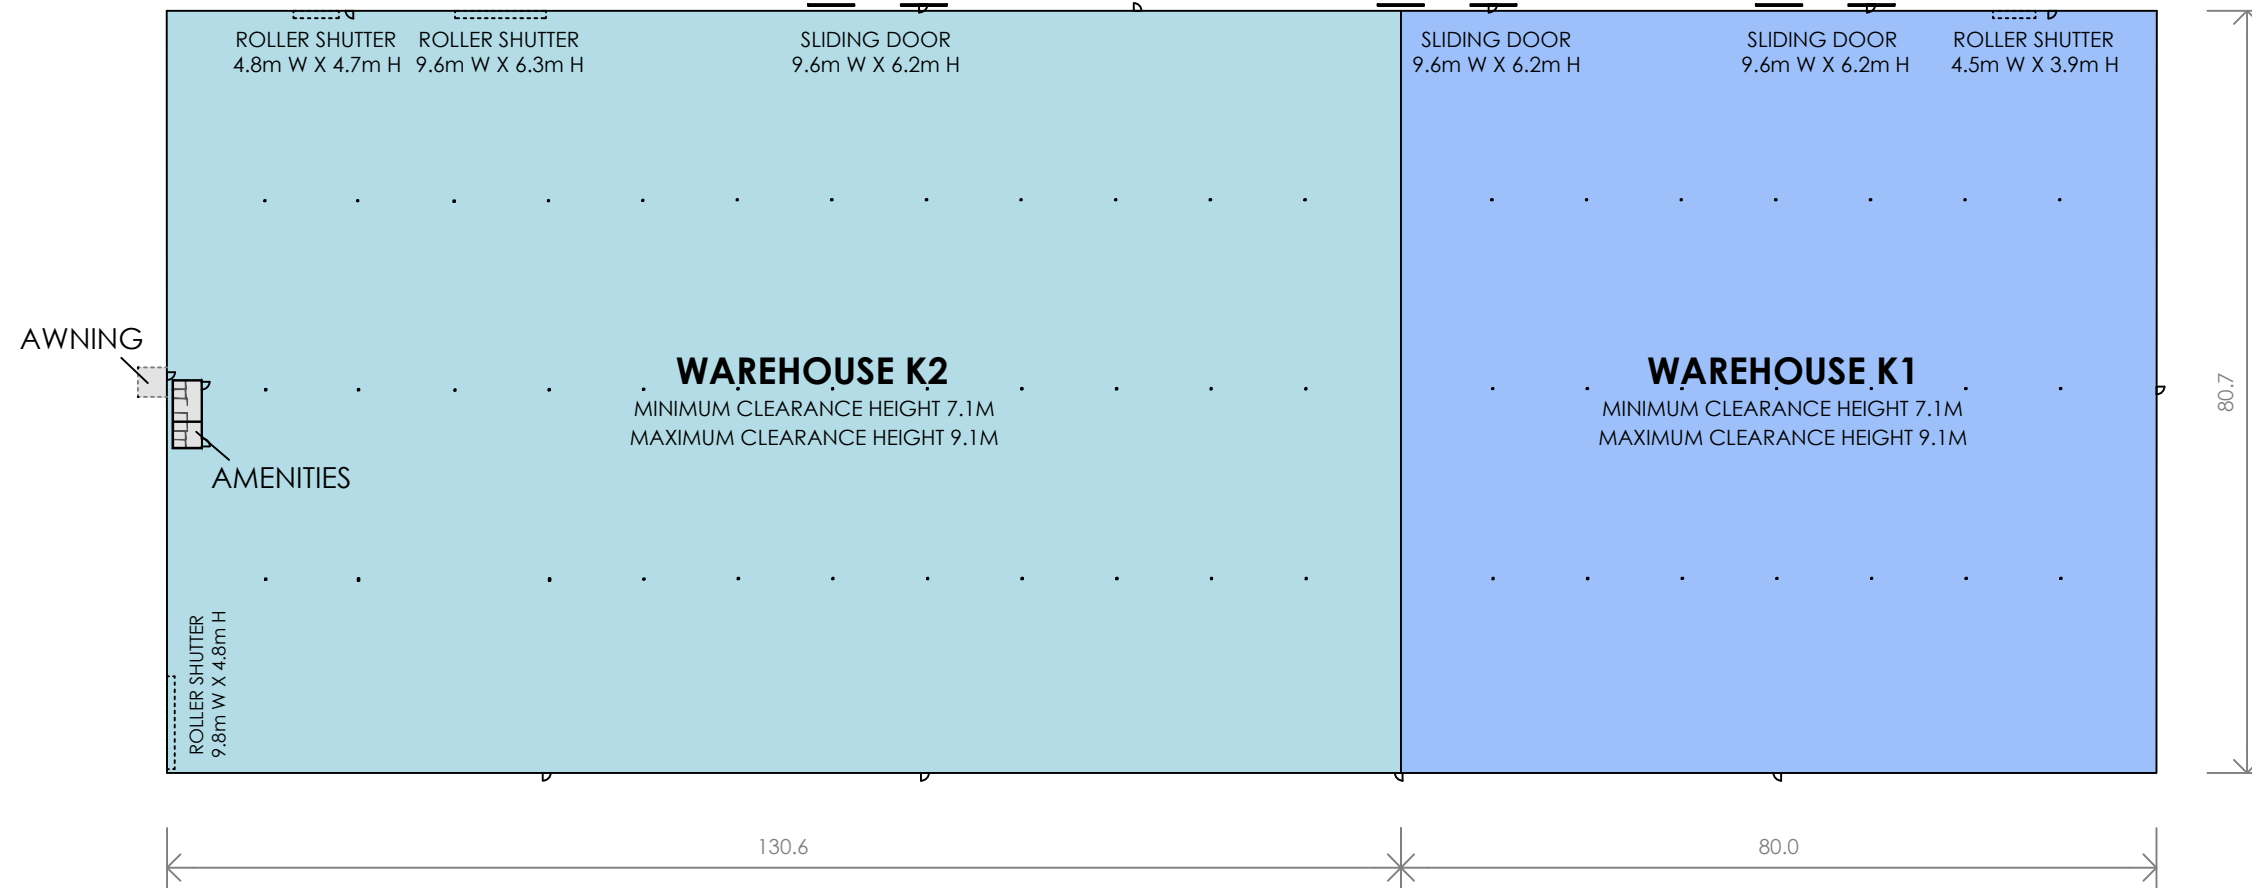 ROLLER SHUTTER
4.8m W X 4.7m H
ROLLER SHUTTER
9.6m W X 6.3m H
SLIDING DOOR
9.6m W X 6.2m H
SLIDING DOOR
9.6m W X 6.2m H
SLIDING DOOR
9.6m W X 6.2m H
ROLLER SHUTTER
4.5m W X 3.9m H
AWNING
WAREHOUSE K2
MINIMUM CLEARANCE HEIGHT 7.1M
MAXIMUM CLEARANCE HEIGHT 9.1M
WAREHOUSE K1
MINIMUM CLEARANCE HEIGHT 7.1M
MAXIMUM CLEARANCE HEIGHT 9.1M
80.7
AMENITIES
ROLLER SHUTTER
9.8m W X 4.8m H
130.6
80.0